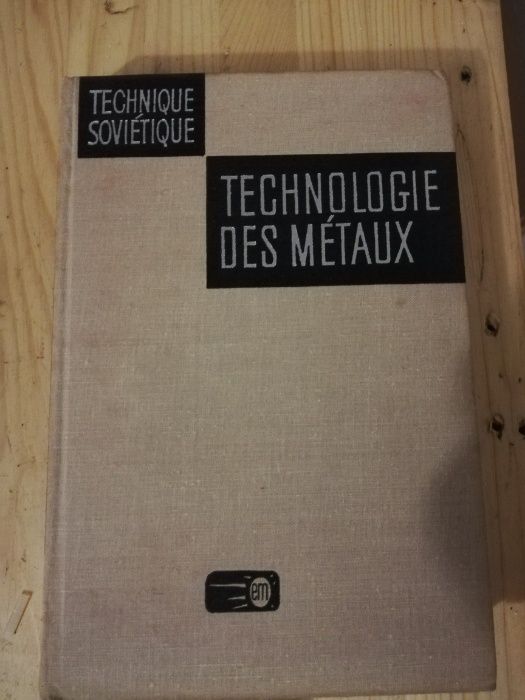 TECHNIQUE
SOVIÉTIQUE
TECHNOLOGIE
DES MÉTAUX
em